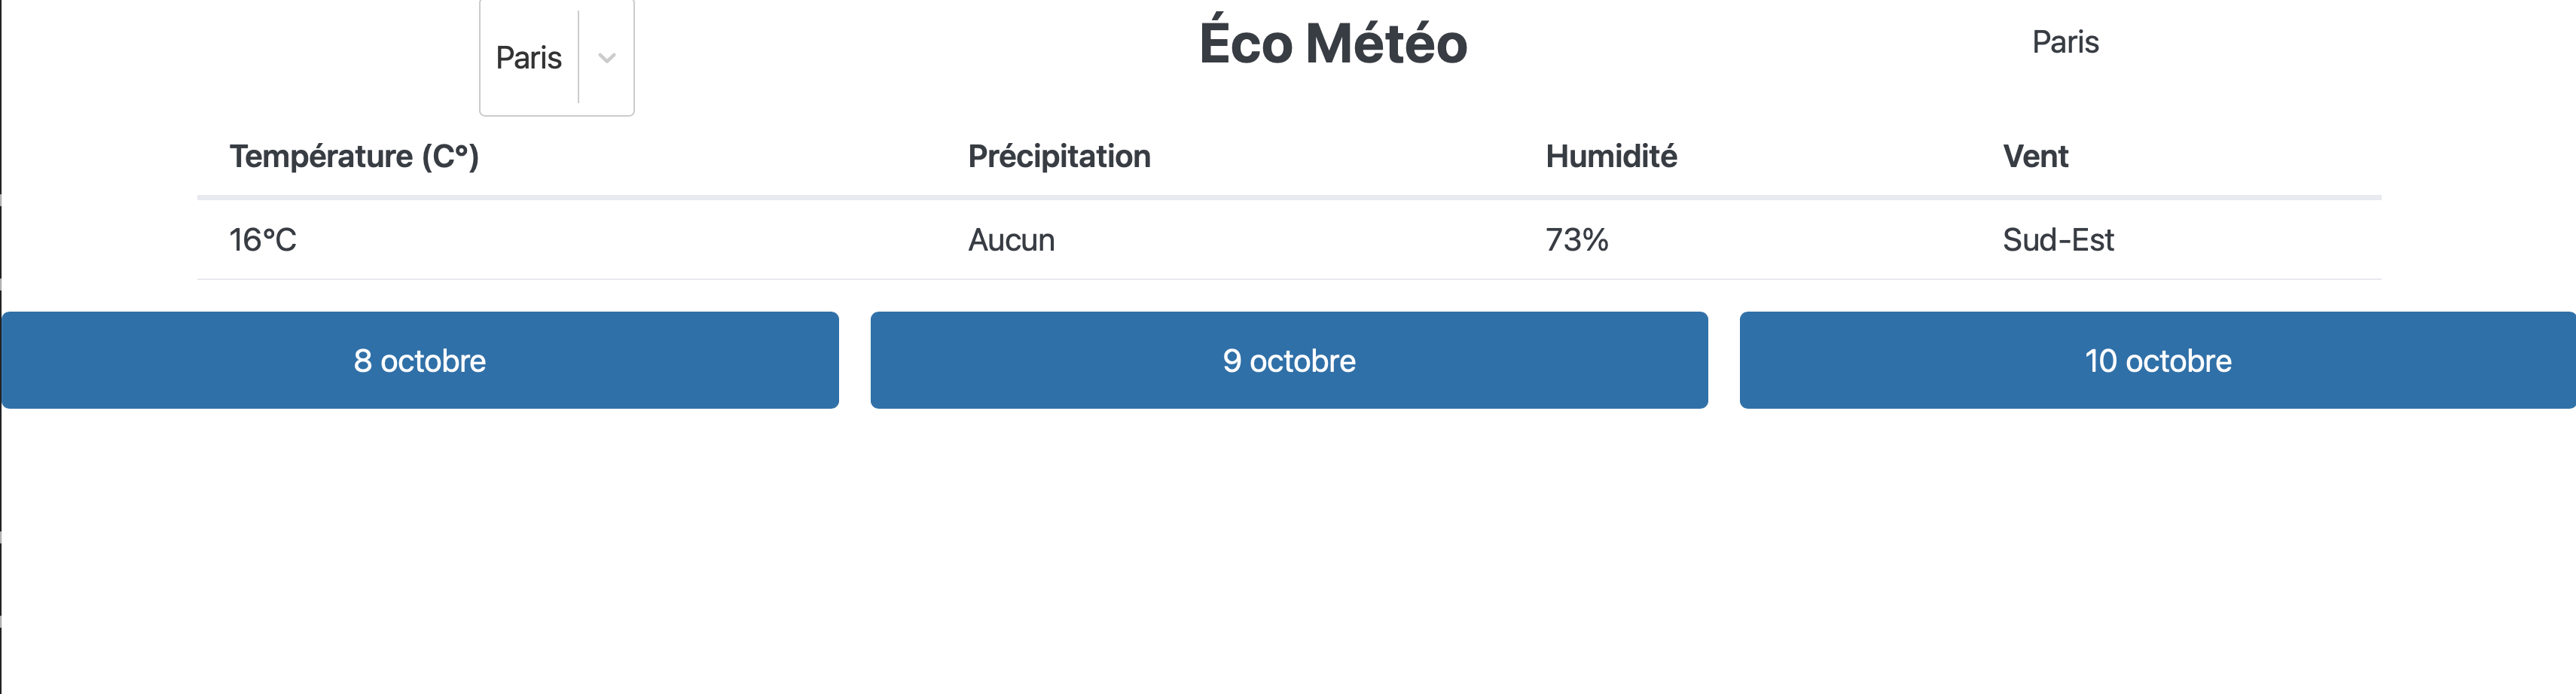 Paris
Éco Météo
Paris
Température (C°) Précipitation Humidité Vent
16°C Aucun 73% Sud-Est
8 octobre 9 octobre 10 octobre